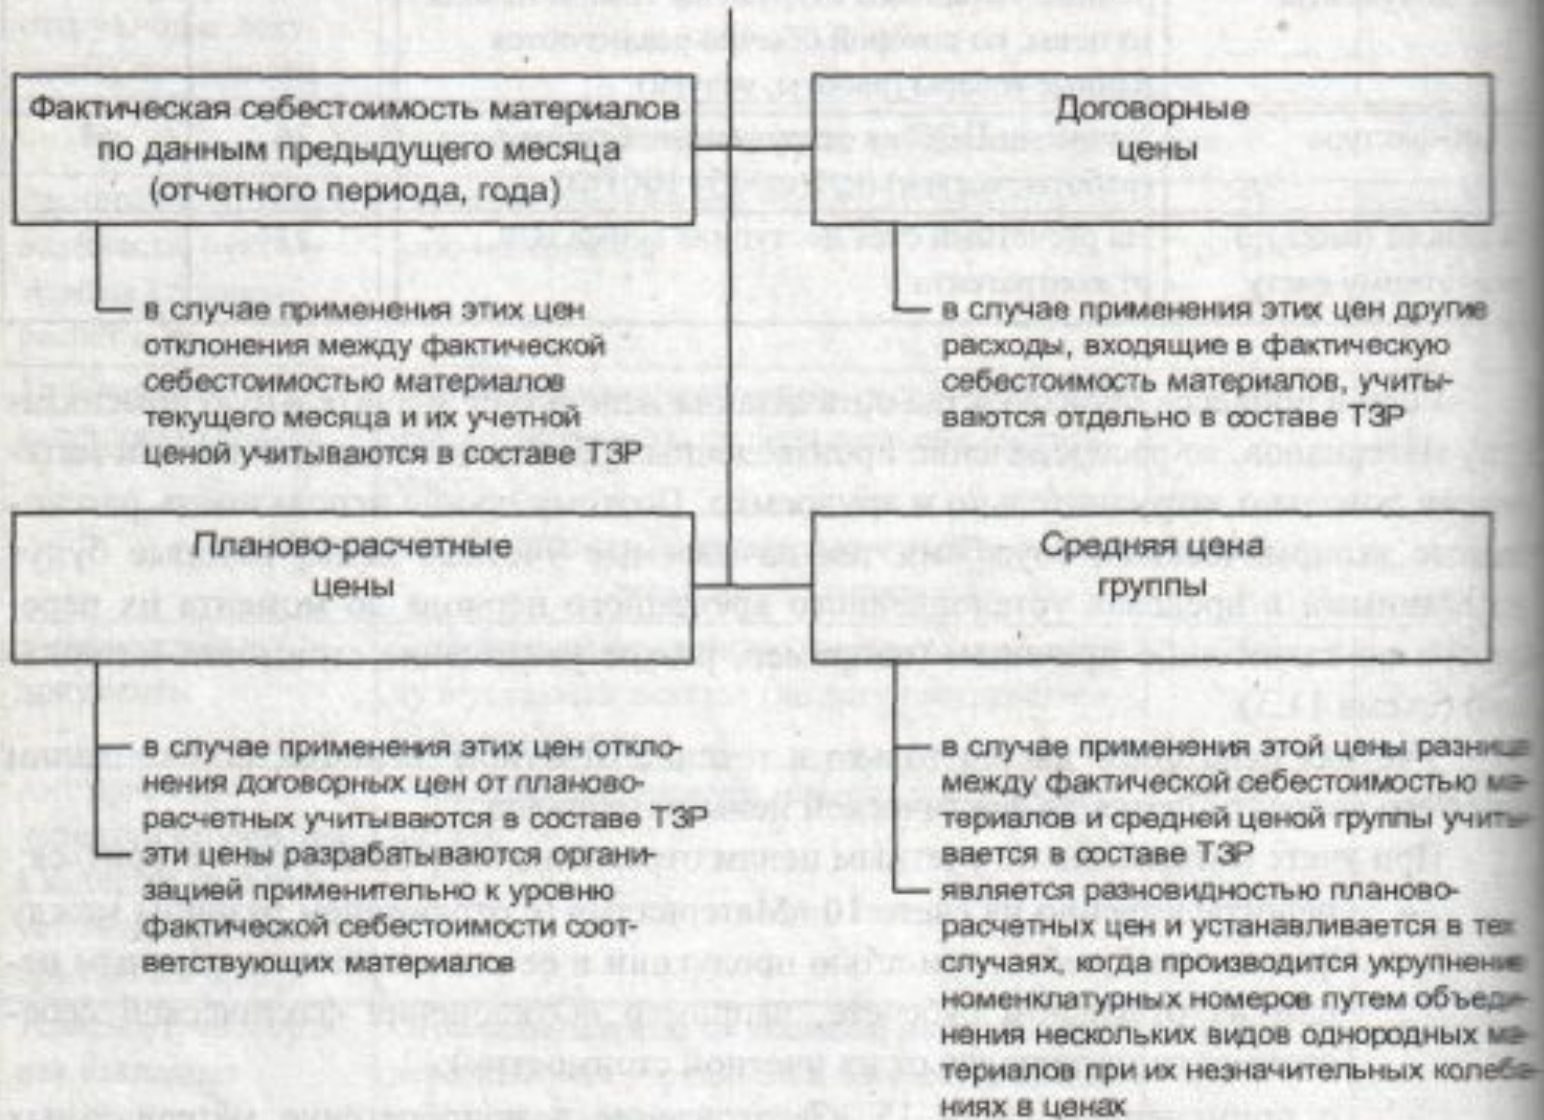 Фактическая себестоимость материалов
по данным предыдущего месяца
(отчетного периода, года)
в случае применения этих цен
отклонения между фактической
себестоимостью материалов
текущего месяца и их учетной
ценой учитываются в составе ТЗР
Договорные
цены
в случае применения этих цен другие
расходы, входящие в фактическую
себестоимость материалов, учиты-
ваются отдельно в составе ТЗР
Планово-расчетные
цены
в случае применения этих цен откло-
нения договорных цен от планово-
расчетных учитываются в составе ТЗР
эти цены разрабатываются органи-
зацией применительно к уровню
фактической себестоимости соот-
ветствующих материалов
Средняя цена
группы
в случае применения этой цены разница
между фактической себестоимостью ма-
териалов и средней ценой группы учиты-
вается в составе ТЗР
является разновидностью планово-
расчетных цен и устанавливается в тех
случаях, когда производится укрупнение
номенклатурных номеров путем объеди-
нения нескольких видов однородных ма-
териалов при их незначительных колеба-
ниях в ценах